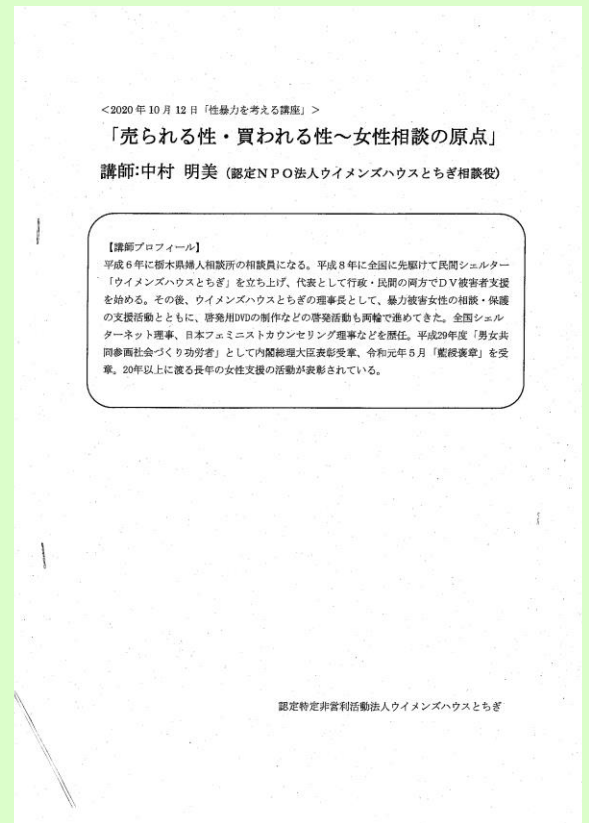 ＜2020年10月12日「性暴力を考える講座」＞
「売られる性・買われる性～女性相談の原点」
講師:中村 明美（認定ＮＰＯ法人ウイメンズハウスとちぎ相談役）
【講師プロフィール】
平成６年に栃木県婦人相談所の相談員になる。平成８年に全国に先駆けて民間シェルター
「ウイメンズハウスとちぎ」を立ち上げ、代表として行政・民間の両方でＤＶ被害者支援
を始める。その後、ウイメンズハウスとちぎの理事長として、暴力被害女性の相談・保護
の支援活動とともに、啓発用DVDの制作などの啓発活動も両輪で進めてきた。全国シェル
ターネット理事、日本フェミニストカウンセリング理事などを歴任。平成29年度「男女共
同参画社会づくり功労者」として内閣総理大臣表彰受章、令和元年５月「藍綬褒章」を受
章。20年以上に渡る長年の女性支援の活動が表彰されている。
認定特定非営利活動法人ウイメンズハウスとちぎ